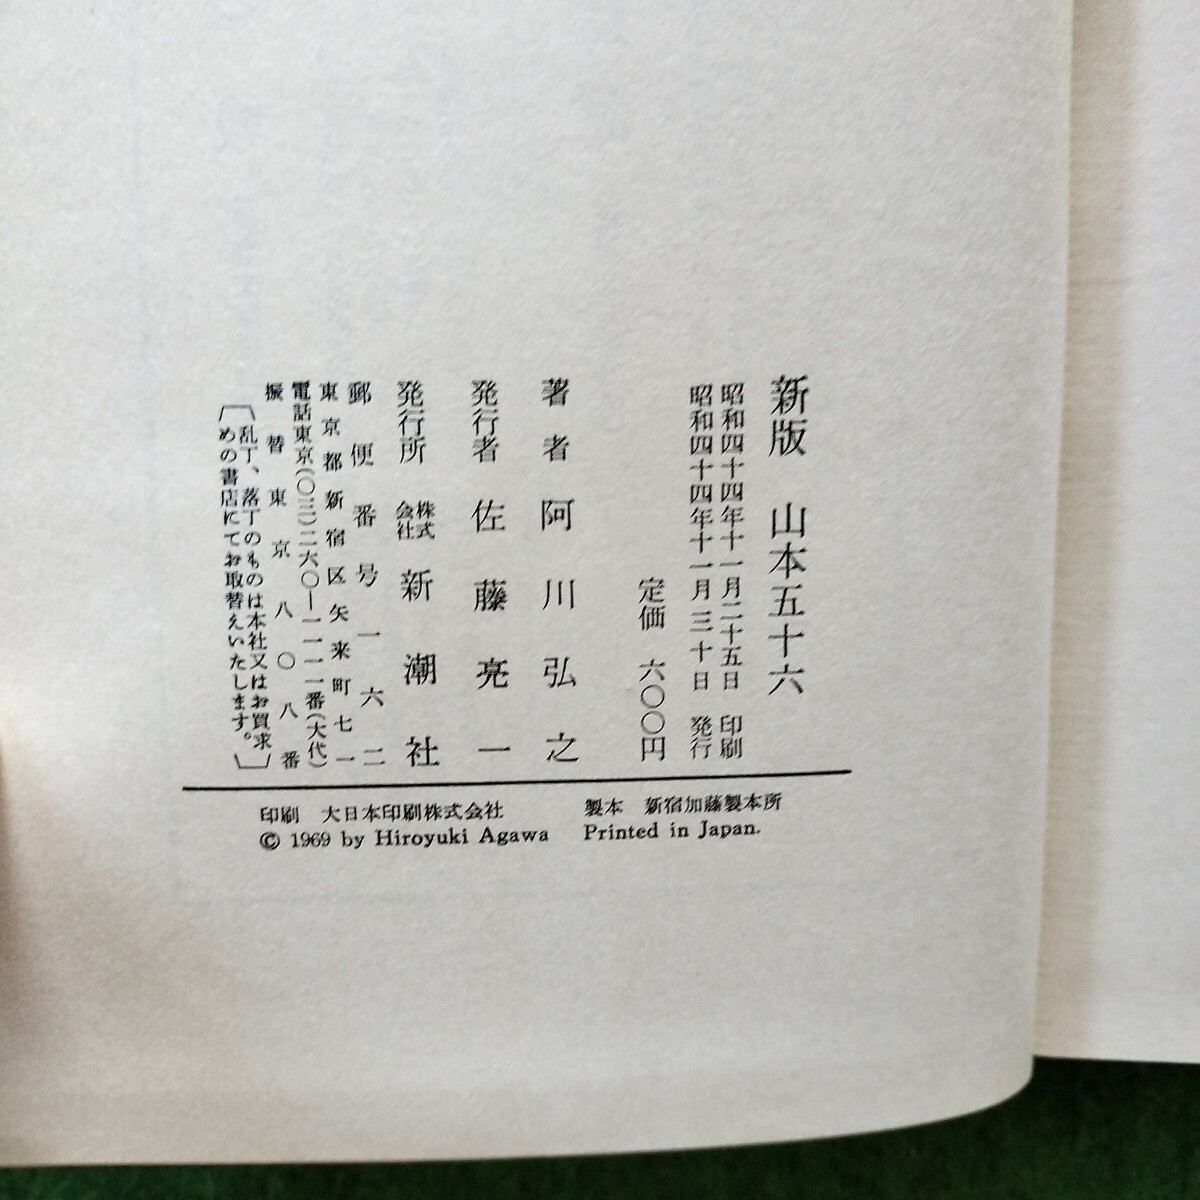 新版　山本五十六
昭和四十四年十一月二十五日　印刷
昭和四十四年十一月三十日　発行
定価　六〇〇円
著者　阿川弘之
発行者　佐藤亮一
発行所　株式会社　新潮社
郵便番号　一六二
東京都新宿区矢来町七一
電話東京(〇三)二六〇―一一一一番(大代)
振替東京八〇八番
乱丁、落丁のものは本社又はお買求
めの書店にてお取替えいたします。
印刷　大日本印刷株式会社　製本　新宿加藤製本所
© 1969 by Hiroyuki Agawa　Printed in Japan.